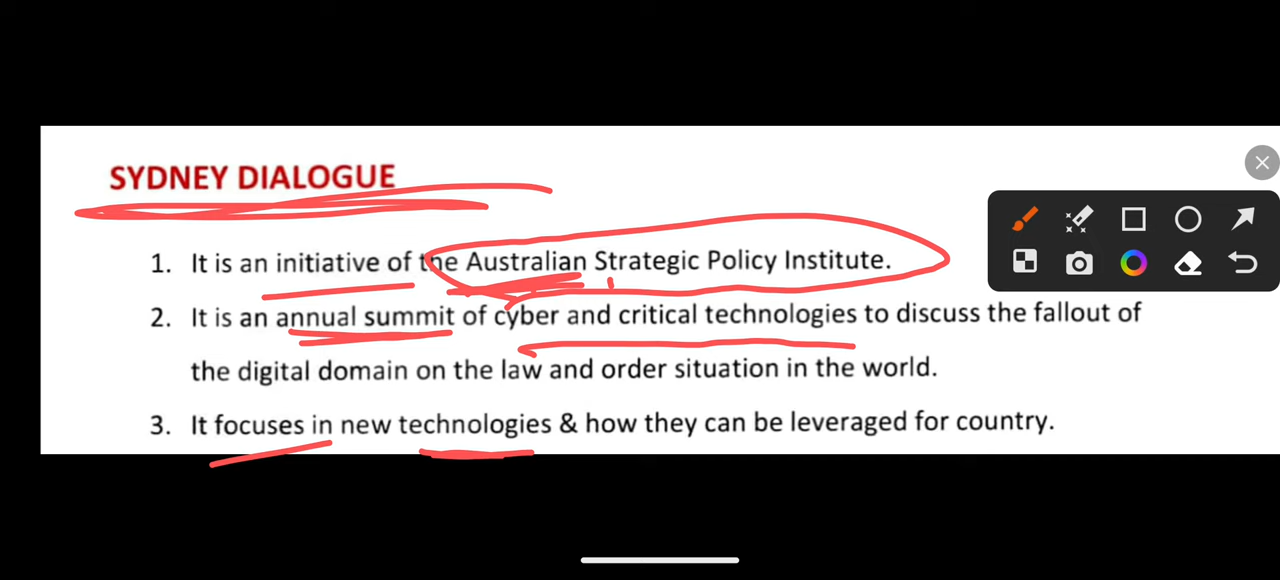 SYDNEY DIALOGUE
1. It is an initiative of the Australian Strategic Policy Institute.
2. It is an annual summit of cyber and critical technologies to discuss the fallout of
the digital domain on the law and order situation in the world.
3. It focuses in new technologies & how they can be leveraged for country.